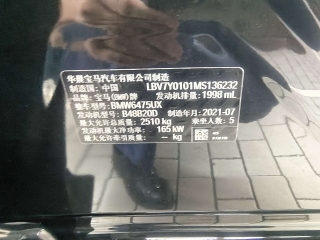 华晨宝马汽车有限公司制造
制造国：中国 LBV7Y0101MS136232
品牌：宝马(BMW)牌 发动机排量：1998 mL
整车型号：BMW6475UX
发动机型号：B48B20D 制造年月：2021-07
最大允许总质量：2510 kg 乘坐人数：5
发动机最大净功率：165 kW
最大允许牵引质量：— kg